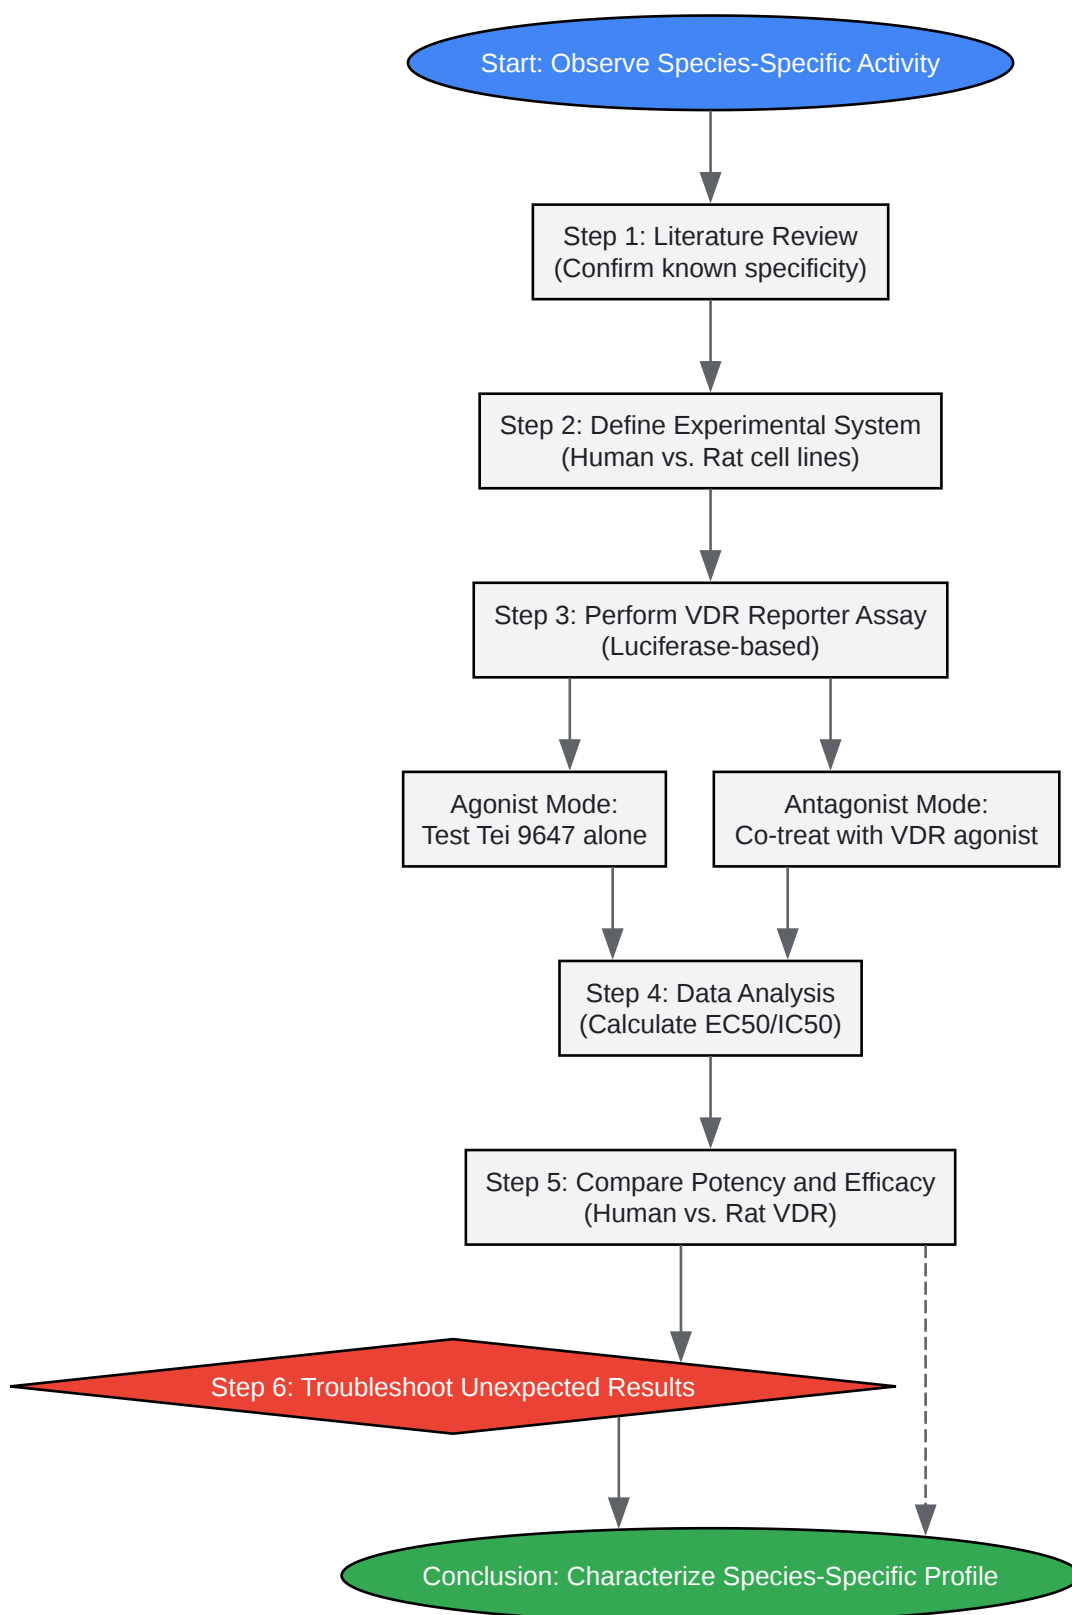 Start: Observe Species-Specific Activity
Step 1: Literature Review
(Confirm known specificity)
Step 2: Define Experimental System
(Human vs. Rat cell lines)
Step 3: Perform VDR Reporter Assay
(Luciferase-based)
Agonist Mode:
Test Tei 9647 alone
Antagonist Mode:
Co-treat with VDR agonist
Step 4: Data Analysis
(Calculate EC50/IC50)
Step 5: Compare Potency and Efficacy
(Human vs. Rat VDR)
Step 6: Troubleshoot Unexpected Results
Conclusion: Characterize Species-Specific Profile